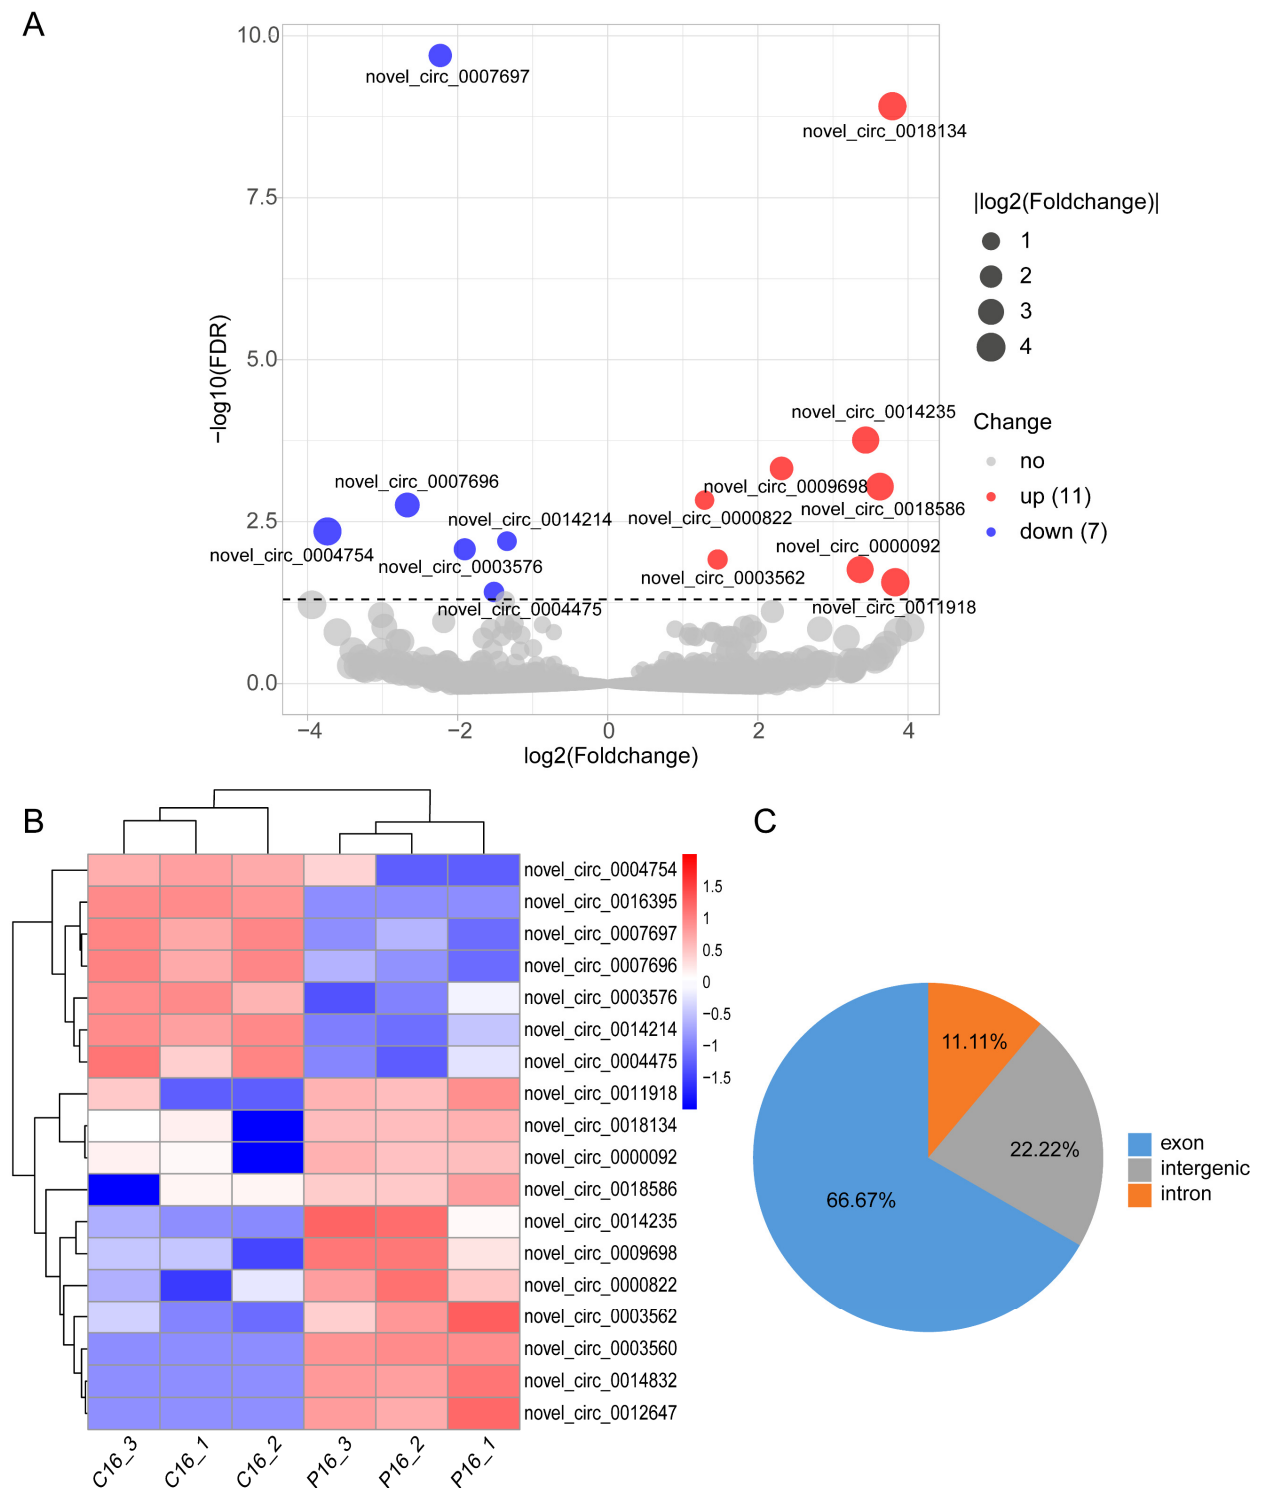 A
10.0
7.5
5.0
2.5
0.0
−log10(FDR)
novel_circ_0007697
novel_circ_0018134
novel_circ_0014235
novel_circ_0007696
novel_circ_0009698
novel_circ_0018586
novel_circ_0014214
novel_circ_0000822
novel_circ_0004754
novel_circ_0003576
novel_circ_0000092
novel_circ_0003562
novel_circ_0004475
novel_circ_0011918
−4
−2
0
2
4
log2(Foldchange)
|log2(Foldchange)|
1
2
3
4
Change
no
up (11)
down (7)
B
novel_circ_0004754
novel_circ_0016395
novel_circ_0007697
novel_circ_0007696
novel_circ_0003576
novel_circ_0014214
novel_circ_0004475
novel_circ_0011918
novel_circ_0018134
novel_circ_0000092
novel_circ_0018586
novel_circ_0014235
novel_circ_0009698
novel_circ_0000822
novel_circ_0003562
novel_circ_0003560
novel_circ_0014832
novel_circ_0012647
C16_3
C16_1
C16_2
P16_3
P16_2
P16_1
1.5
1
0.5
0
−0.5
−1
−1.5
C
11.11%
22.22%
66.67%
exon
intergenic
intron